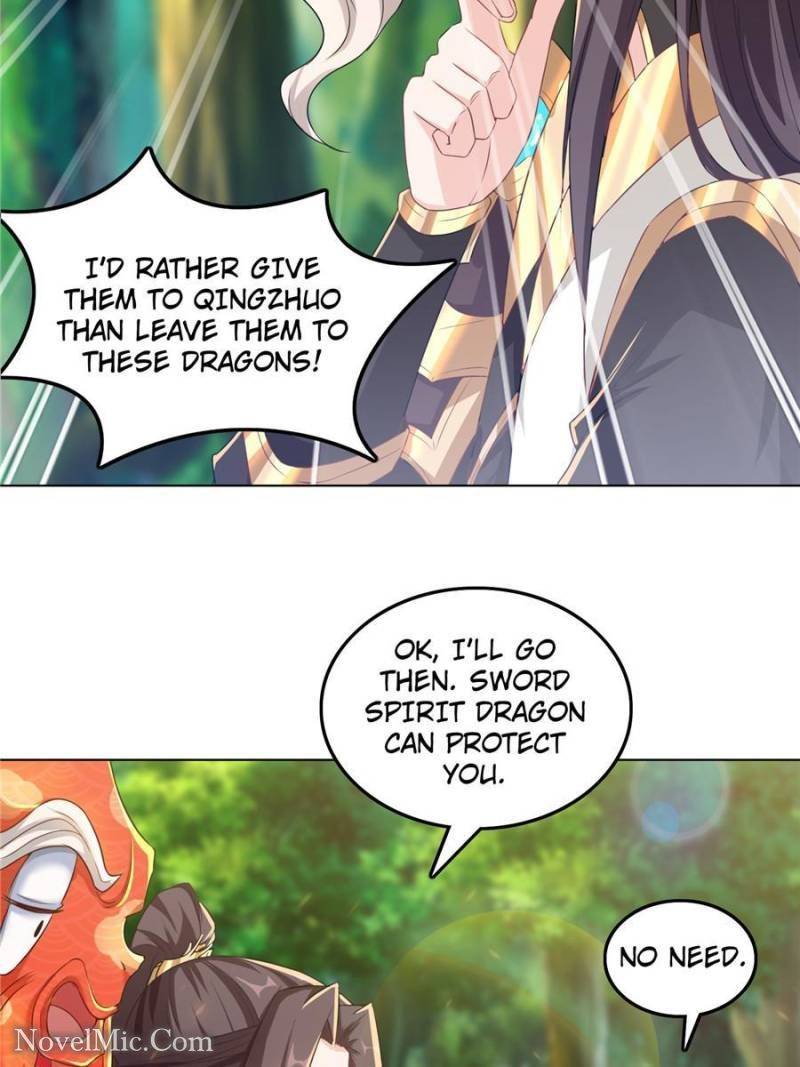 I'D RATHER GIVE
THEM TO QINGZHUO
THAN LEAVE THEM TO
THESE DRAGONS!
OK, I'LL GO
THEN. SWORD
SPIRIT DRAGON
CAN PROTECT
YOU.
NO NEED.
NovelMic.Com